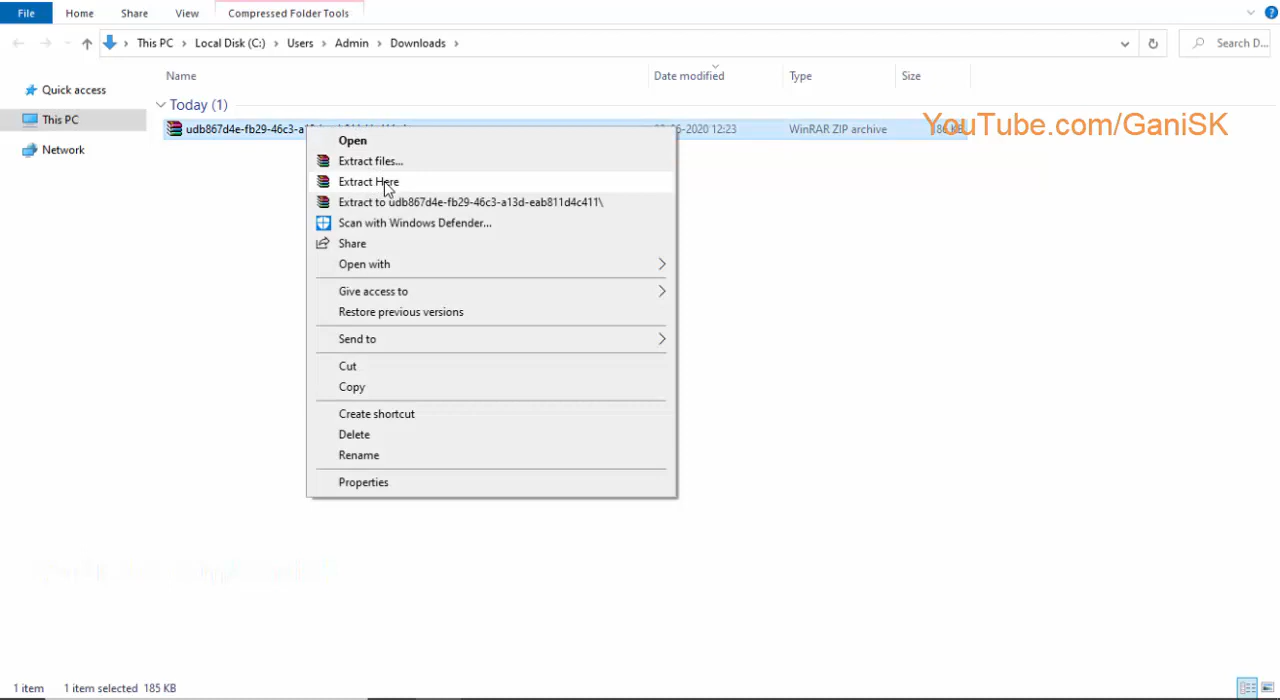 File Home Share View Compressed Folder Tools
This PC Local Disk (C:) Users Admin Downloads Search D...
Name Date modified Type Size
Quick access
This PC
Network
Today (1)
udb867d4e-fb29-46c3-a 12:23 WinRAR ZIP archive
YouTube.com/GaniSK
Open
Extract files...
Extract Here
Extract to udb867d4e-fb29-46c3-a13d-eab811d4c411\
Scan with Windows Defender...
Share
Open with
Give access to
Restore previous versions
Send to
Cut
Copy
Create shortcut
Delete
Rename
Properties
1 item 1 item selected 185 KB